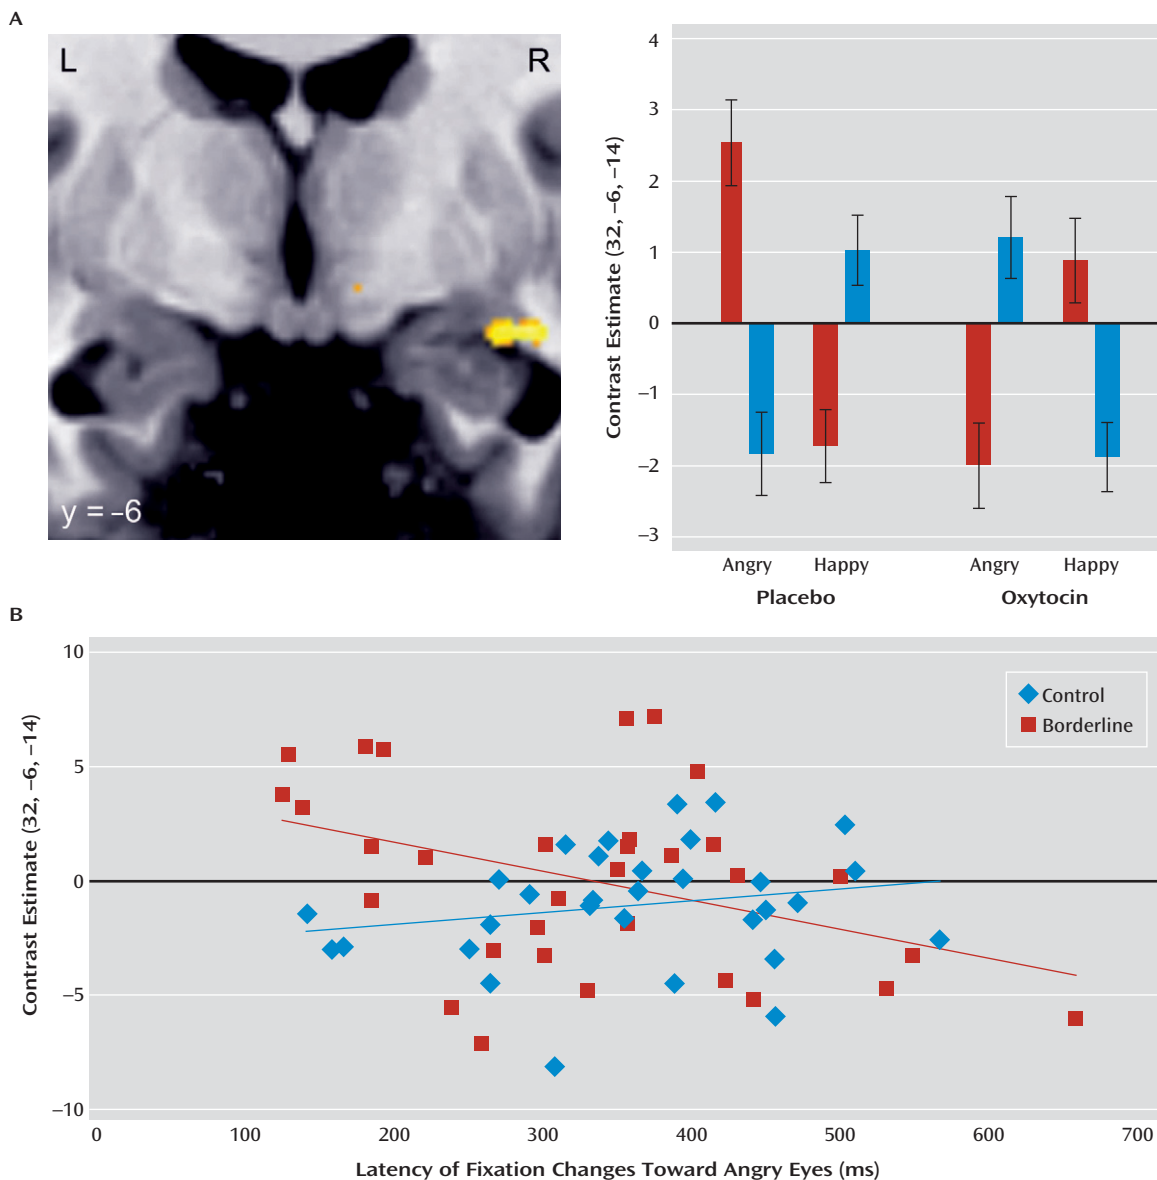 A
L
R
y = –6
Contrast Estimate (32, –6, –14)
4
3
2
1
0
–1
–2
–3
Angry Happy Angry Happy
Placebo Oxytocin
B
Contrast Estimate (32, –6, –14)
10
5
0
–5
–10
Control
Borderline
0 100 200 300 400 500 600 700
Latency of Fixation Changes Toward Angry Eyes (ms)